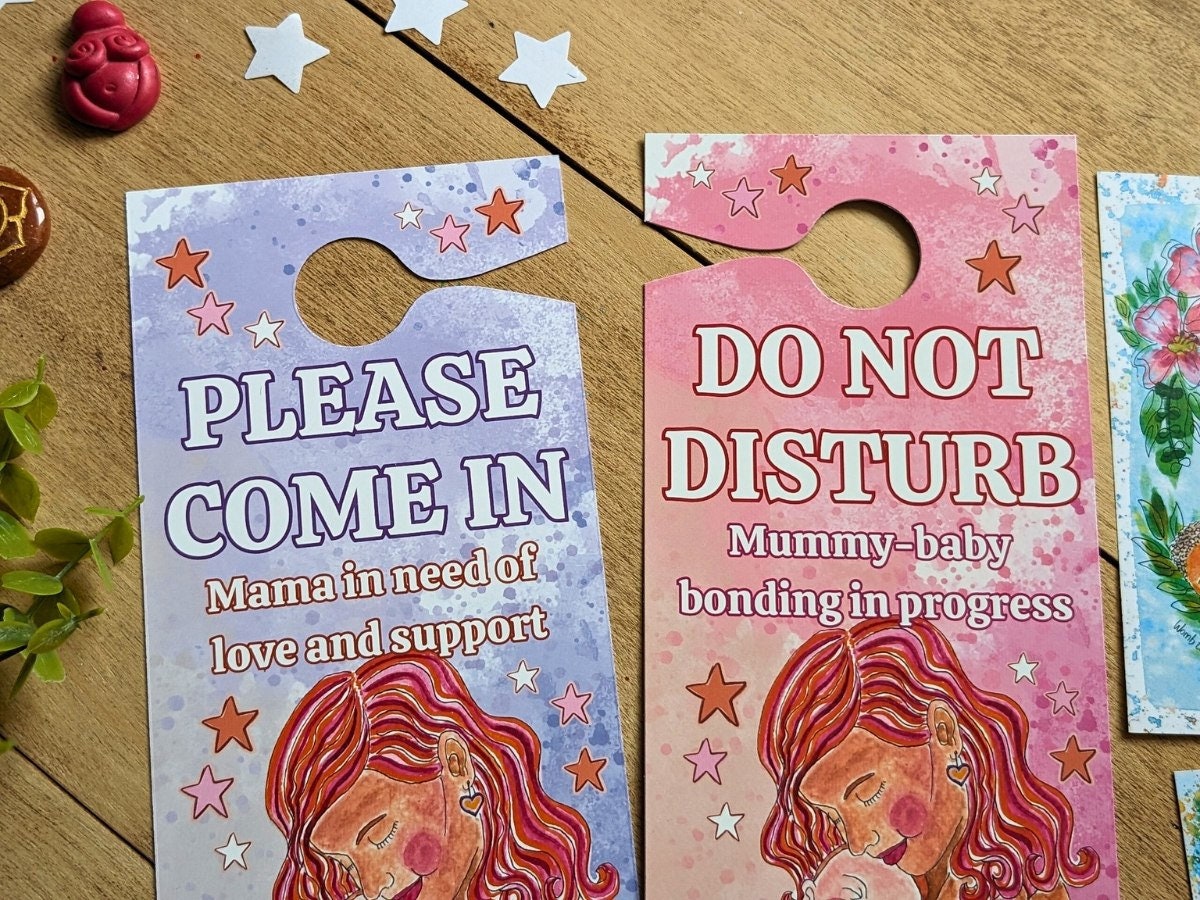 PLEASE
COME IN
Mama in need of
love and support
DO NOT
DISTURB
Mummy-baby
bonding in progress